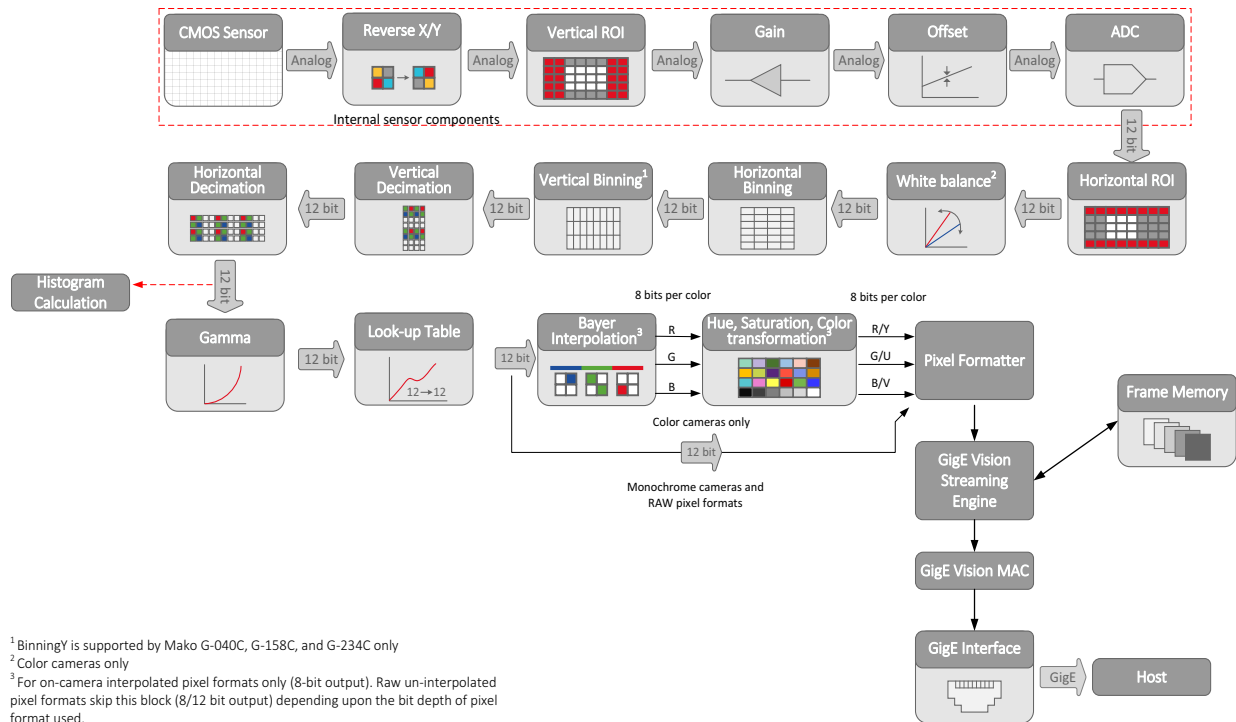 CMOS Sensor
Analog
Reverse X/Y
Analog
Vertical ROI
Analog
Gain
Analog
Offset
Analog
ADC
Internal sensor components
12 bit
Horizontal
Decimation
12 bit
Vertical
Decimation
12 bit
Vertical Binning¹
12 bit
Horizontal
Binning
12 bit
White balance²
12 bit
Horizontal ROI
12 bit
Histogram
Calculation
Gamma
12 bit
Look-up Table
12→12
12 bit
8 bits per color
Bayer
Interpolation³
R
G
B
Hue, Saturation, Color
transformation³
8 bits per color
R/Y
G/U
B/V
Pixel Formatter
Color cameras only
12 bit
Monochrome cameras and
RAW pixel formats
Frame Memory
GigE Vision
Streaming
Engine
GigE Vision MAC
GigE Interface
GigE
Host
¹ BinningY is supported by Mako G-040C, G-158C, and G-234C only
² Color cameras only
³ For on-camera interpolated pixel formats only (8-bit output). Raw un-interpolated
pixel formats skip this block (8/12 bit output) depending upon the bit depth of pixel
format used.